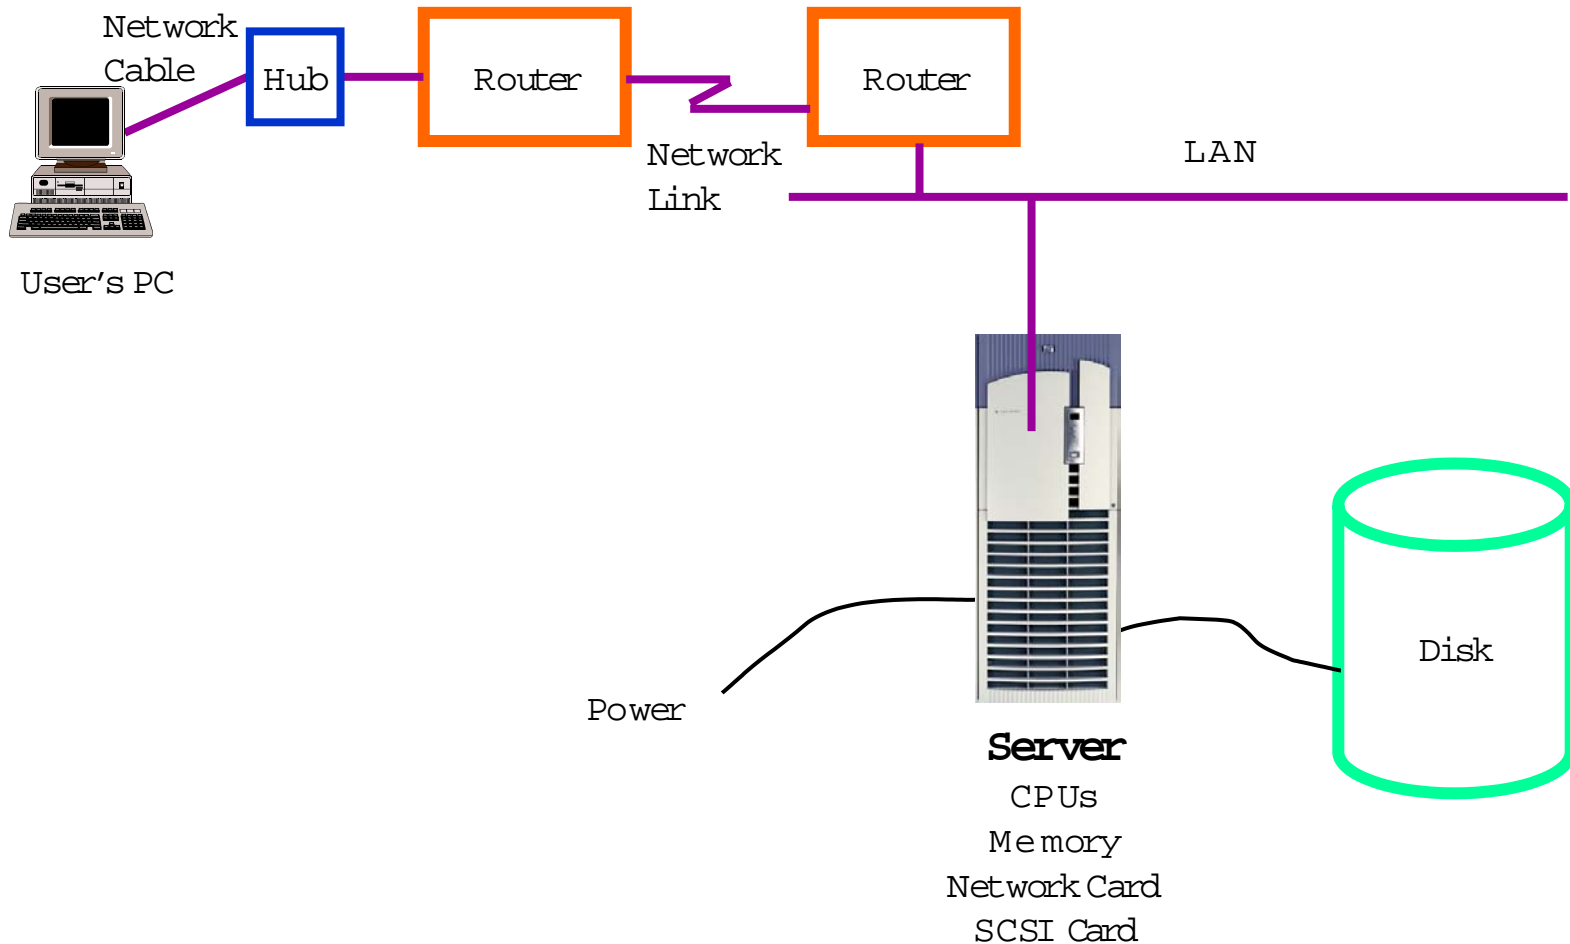 Network
Cable
Hub
Router
Router
Network
Link
LAN
User's PC
Disk
Power
Server
CPUs
Memory
Network Card
SCSI Card